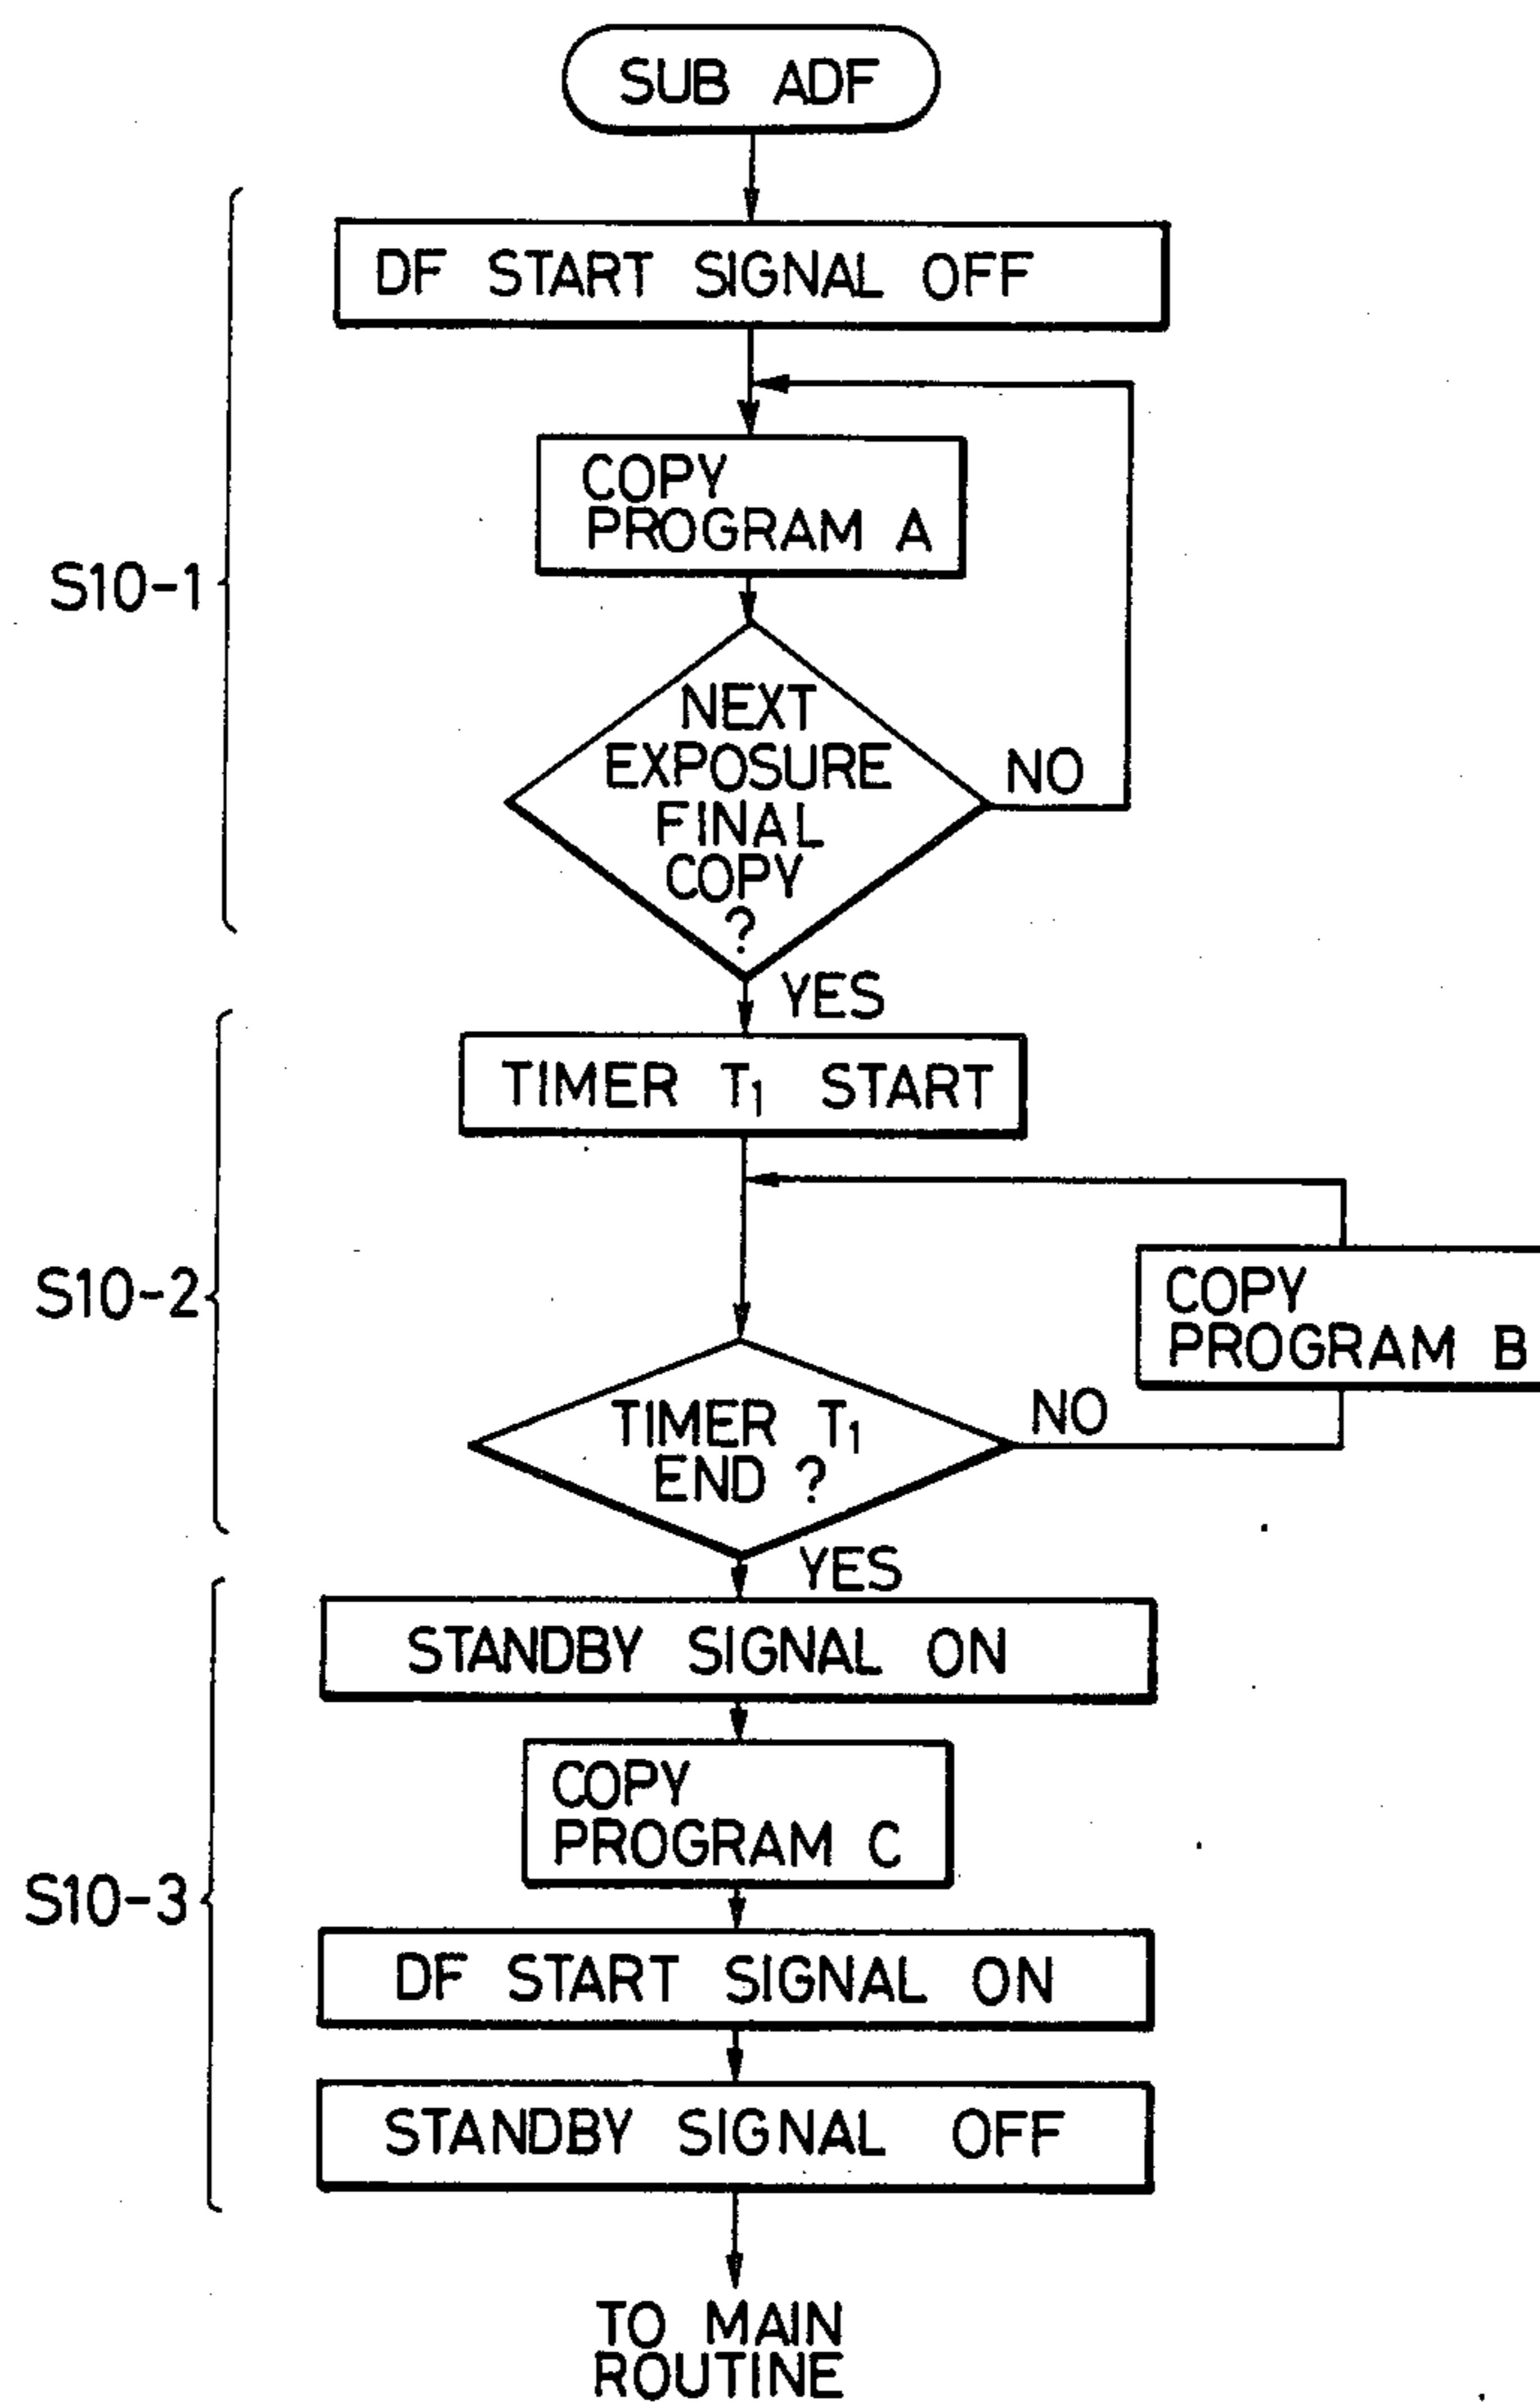 SUB ADF
DF START SIGNAL OFF
COPY
PROGRAM A
S10-1
NEXT
EXPOSURE
FINAL
COPY
?
NO
YES
TIMER T1 START
S10-2
COPY
PROGRAM B
TIMER T1
END ?
NO
YES
STANDBY SIGNAL ON
COPY
PROGRAM C
S10-3
DF START SIGNAL ON
STANDBY SIGNAL OFF
TO MAIN
ROUTINE